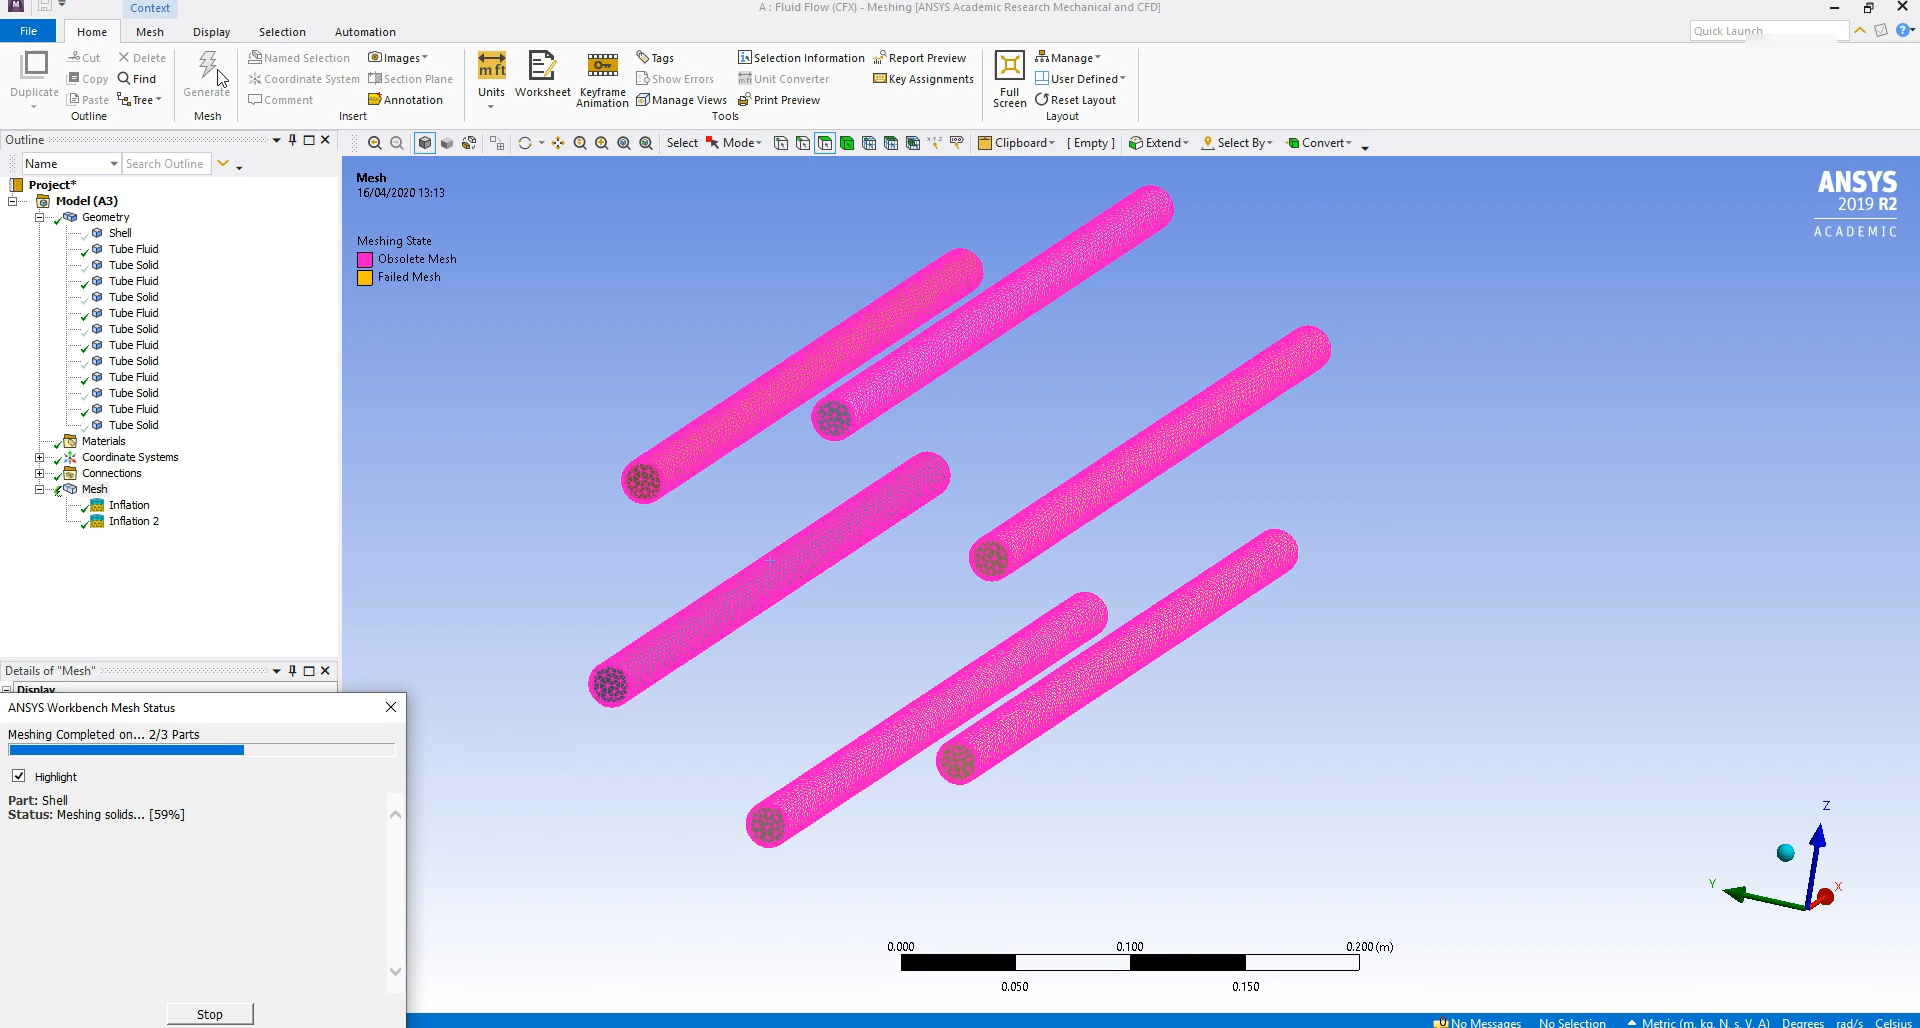 Context
A : Fluid Flow (CFX) - Meshing [ANSYS Academic Research Mechanical and CFD]
File Home Mesh Display Selection Automation
Quick Launch
Duplicate
Cut
Copy
Paste
Delete
Find
Tree
Outline
Generate
Mesh
Named Selection
Coordinate System
Comment
Images
Section Plane
Annotation
Insert
mft
Units
Worksheet
Keyframe
Animation
Tags
Show Errors
Manage Views
Selection Information
Unit Converter
Print Preview
Report Preview
Key Assignments
Tools
Full
Screen
Manage
User Defined
Reset Layout
Layout
Outline
Select Mode Clipboard [ Empty ] Extend Select By Convert
Name Search Outline
Project*
Model (A3)
Geometry
Shell
Tube Fluid
Tube Solid
Tube Fluid
Tube Solid
Tube Fluid
Tube Solid
Tube Fluid
Tube Solid
Tube Fluid
Tube Solid
Tube Fluid
Tube Solid
Materials
Coordinate Systems
Connections
Mesh
Inflation
Inflation 2
Mesh
16/04/2020 13:13
Meshing State
Obsolete Mesh
Failed Mesh
ANSYS
2019 R2
ACADEMIC
Details of "Mesh"
Display
ANSYS Workbench Mesh Status
Meshing Completed on... 2/3 Parts
Highlight
Part: Shell
Status: Meshing solids... [59%]
Stop
Z
Y
X
0.000 0.100 0.200 (m)
0.050 0.150
No Messages No Selection Metric (m, kg, N, s, V, A) Degrees rad/s Celsius